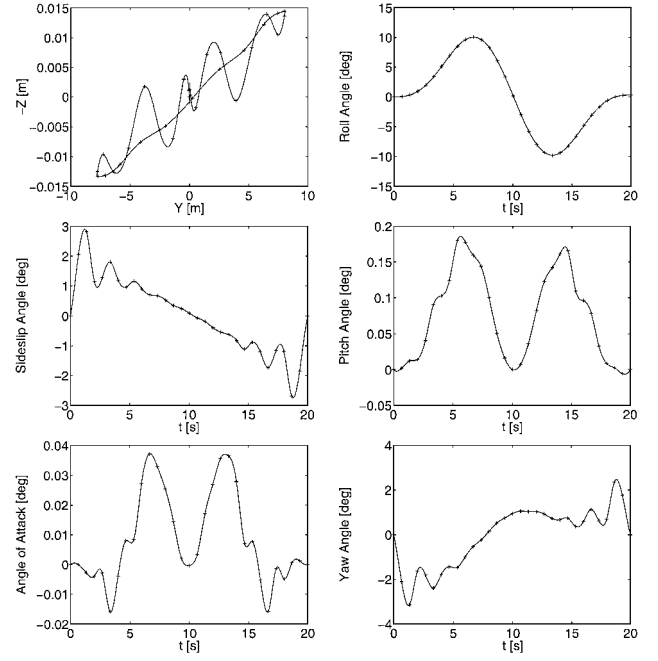 0.015
0.01
0.005
0
−0.005
−0.01
−0.015
−10 −5 0 5 10
Y [m]
−Z [m]
15
10
5
0
−5
−10
−15
0 5 10 15 20
t [s]
Roll Angle [deg]
3
2
1
0
−1
−2
−3
0 5 10 15 20
t [s]
Sideslip Angle [deg]
0.2
0.15
0.1
0.05
0
−0.05
0 5 10 15 20
t [s]
Pitch Angle [deg]
0.04
0.03
0.02
0.01
0
−0.01
−0.02
0 5 10 15 20
t [s]
Angle of Attack [deg]
4
2
0
−2
−4
0 5 10 15 20
t [s]
Yaw Angle [deg]